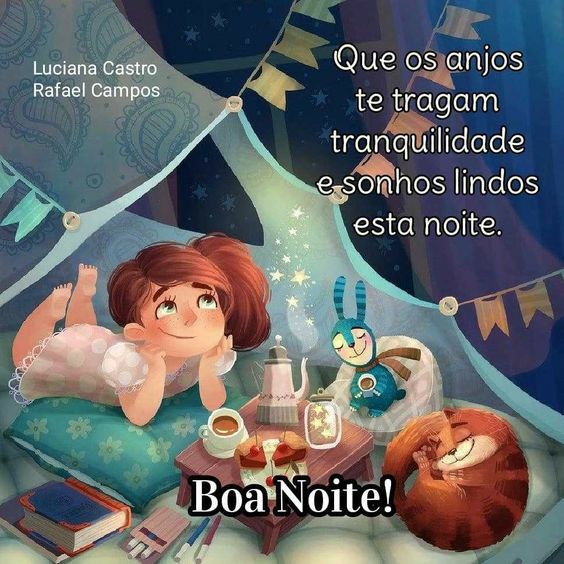 Luciana Castro
Rafael Campos
Que os anjos
te tragam
tranquilidade
e sonhos lindos
esta noite.
Boa Noite!